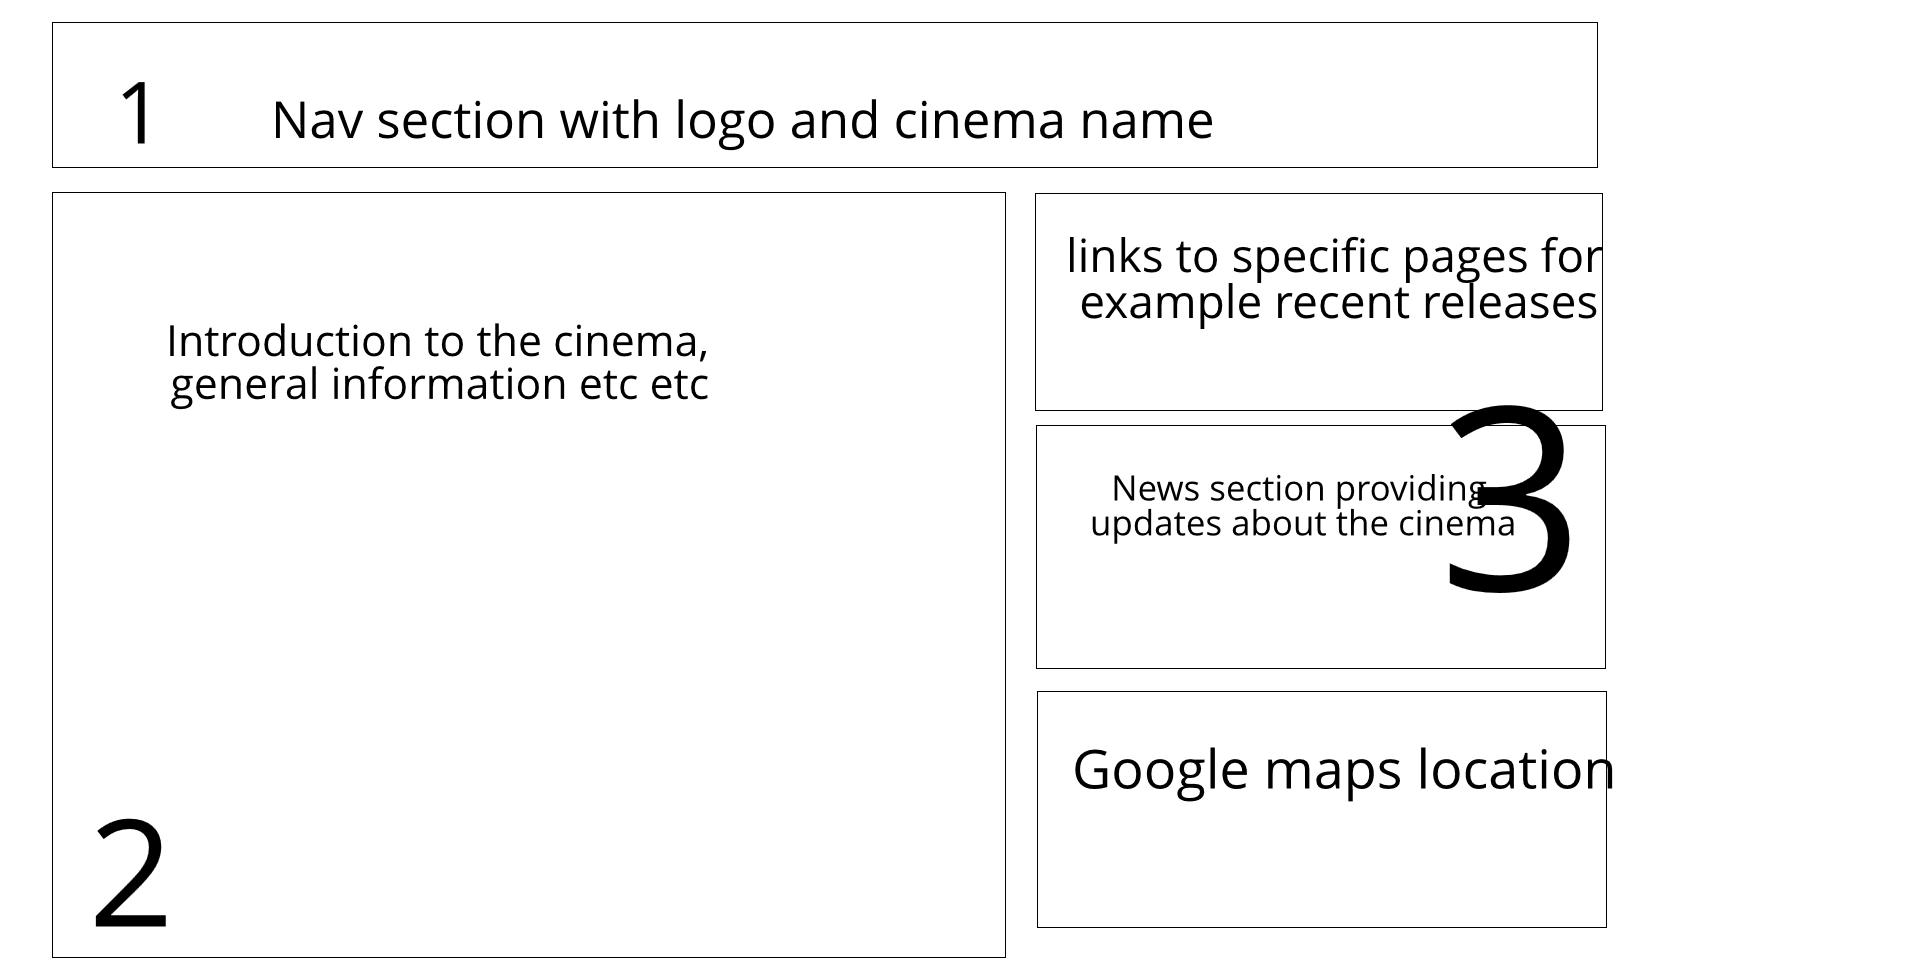 1
Nav section with logo and cinema name
Introduction to the cinema,
general information etc etc
2
links to specific pages for
example recent releases
3
News section providing
updates about the cinema
Google maps location